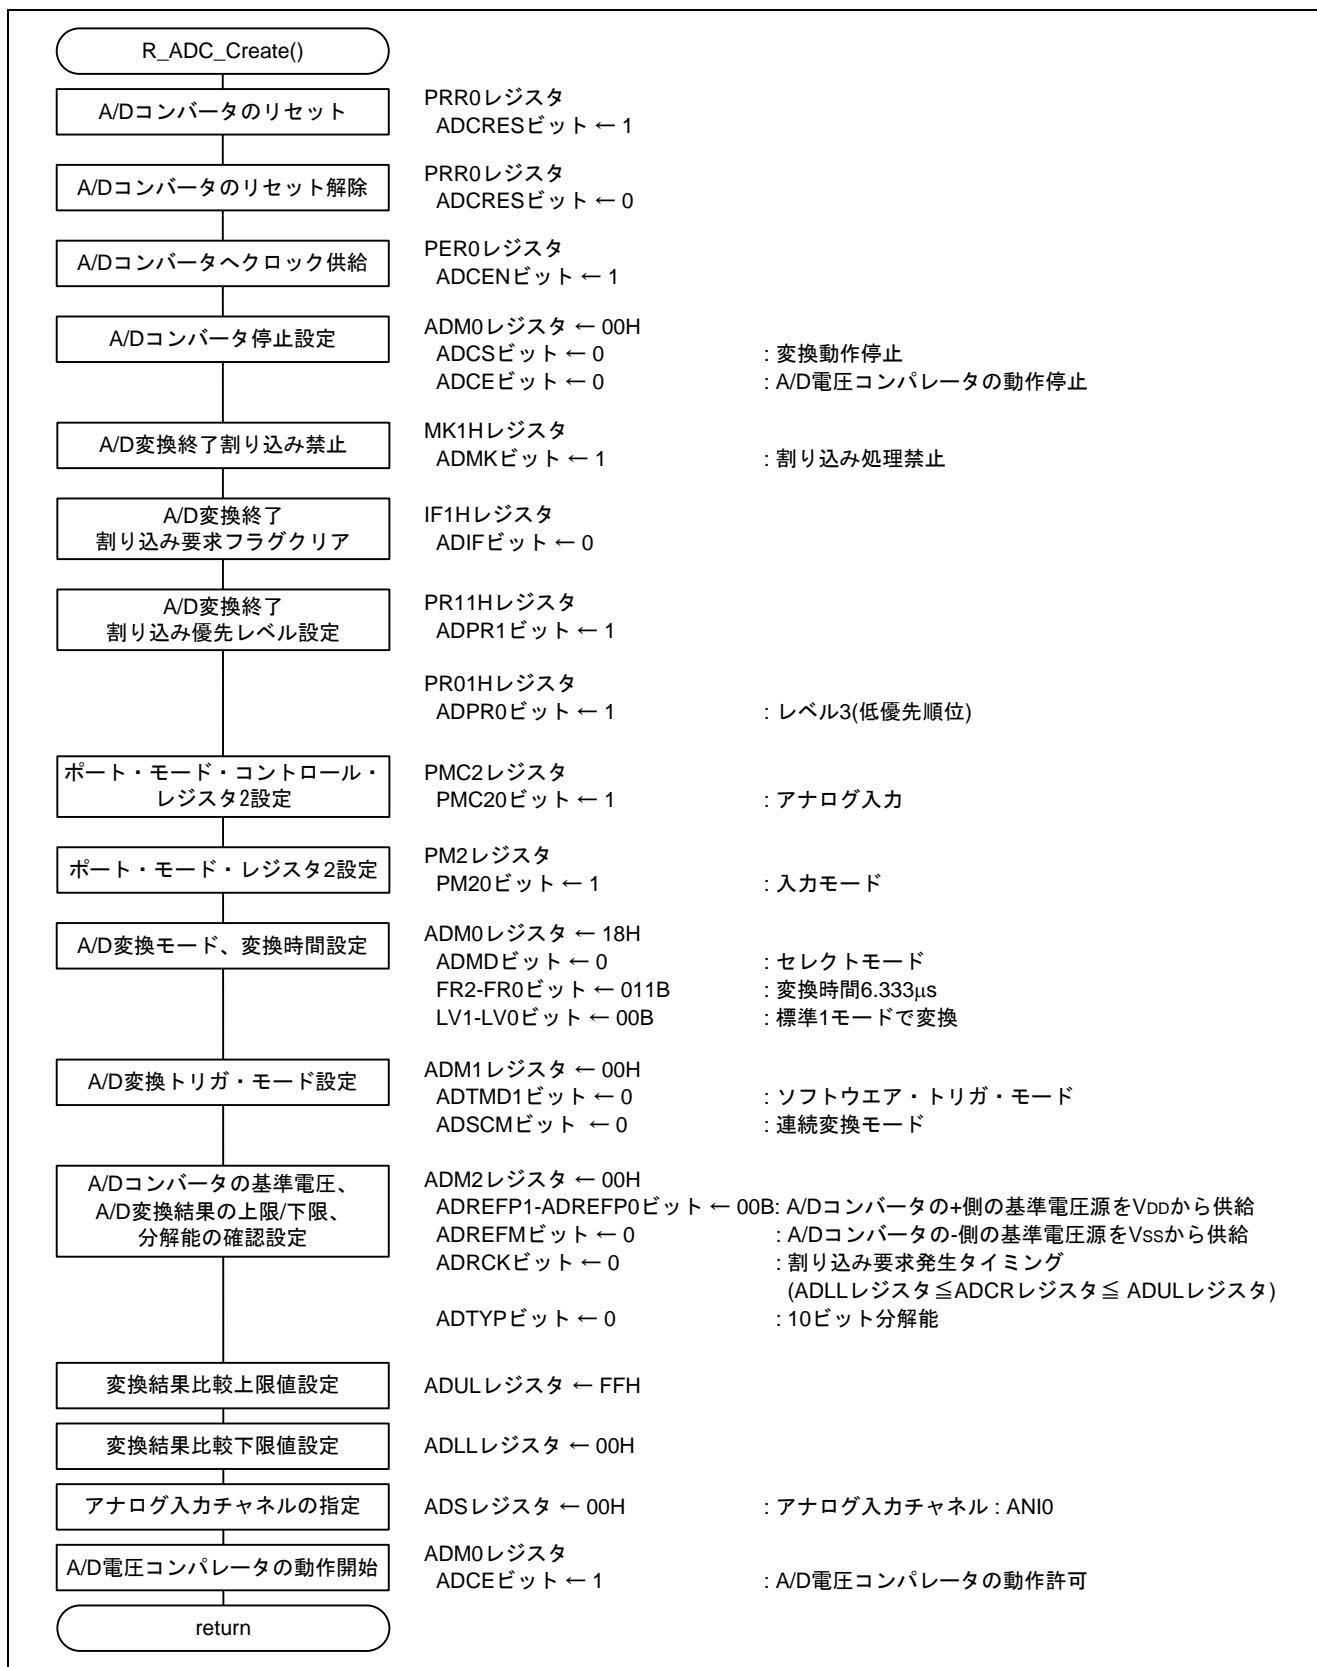 R_ADC_Create()
A/Dコンバータのリセット
PRR0レジスタ
ADCRESビット ← 1
A/Dコンバータのリセット解除
PRR0レジスタ
ADCRESビット ← 0
A/Dコンバータへクロック供給
PER0レジスタ
ADCENビット ← 1
A/Dコンバータ停止設定
ADM0レジスタ ← 00H
ADCSビット ← 0 : 変換動作停止
ADCEビット ← 0 : A/D電圧コンパレータの動作停止
A/D変換終了割り込み禁止
MK1Hレジスタ
ADMKビット ← 1 : 割り込み処理禁止
A/D変換終了
割り込み要求フラグクリア
IF1Hレジスタ
ADIFビット ← 0
A/D変換終了
割り込み優先レベル設定
PR11Hレジスタ
ADPR1ビット ← 1
PR01Hレジスタ
ADPR0ビット ← 1 : レベル3(低優先順位)
ポート・モード・コントロール・
レジスタ2設定
PMC2レジスタ
PMC20ビット ← 1 : アナログ入力
ポート・モード・レジスタ2設定
PM2レジスタ
PM20ビット ← 1 : 入力モード
A/D変換モード、変換時間設定
ADM0レジスタ ← 18H
ADMDビット ← 0 : セレクトモード
FR2-FR0ビット ← 011B : 変換時間6.333μs
LV1-LV0ビット ← 00B : 標準1モードで変換
A/D変換トリガ・モード設定
ADM1レジスタ ← 00H
ADTMD1ビット ← 0 : ソフトウエア・トリガ・モード
ADSCMビット ← 0 : 連続変換モード
A/Dコンバータの基準電圧、
A/D変換結果の上限/下限、
分解能の確認設定
ADM2レジスタ ← 00H
ADREFP1-ADREFP0ビット ← 00B: A/Dコンバータの+側の基準電圧源をVDDから供給
ADREFMビット ← 0 : A/Dコンバータの-側の基準電圧源をVssから供給
ADRCKビット ← 0 : 割り込み要求発生タイミング
(ADLLレジスタ≦ADCRレジスタ≦ ADULレジスタ)
ADTYPビット ← 0 : 10ビット分解能
変換結果比較上限値設定
ADULレジスタ ← FFH
変換結果比較下限値設定
ADLLレジスタ ← 00H
アナログ入力チャネルの指定
ADSレジスタ ← 00H : アナログ入力チャネル : ANI0
A/D電圧コンパレータの動作開始
ADM0レジスタ
ADCEビット ← 1 : A/D電圧コンパレータの動作許可
return